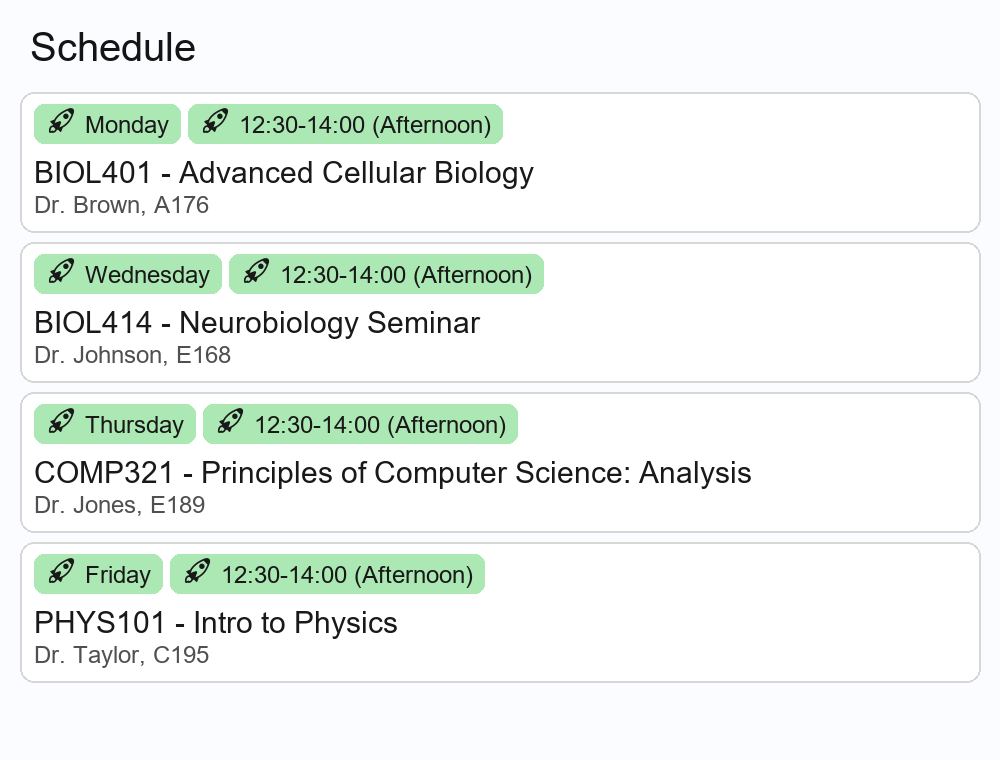 Schedule
Monday 12:30-14:00 (Afternoon)
BIOL401 - Advanced Cellular Biology
Dr. Brown, A176
Wednesday 12:30-14:00 (Afternoon)
BIOL414 - Neurobiology Seminar
Dr. Johnson, E168
Thursday 12:30-14:00 (Afternoon)
COMP321 - Principles of Computer Science: Analysis
Dr. Jones, E189
Friday 12:30-14:00 (Afternoon)
PHYS101 - Intro to Physics
Dr. Taylor, C195